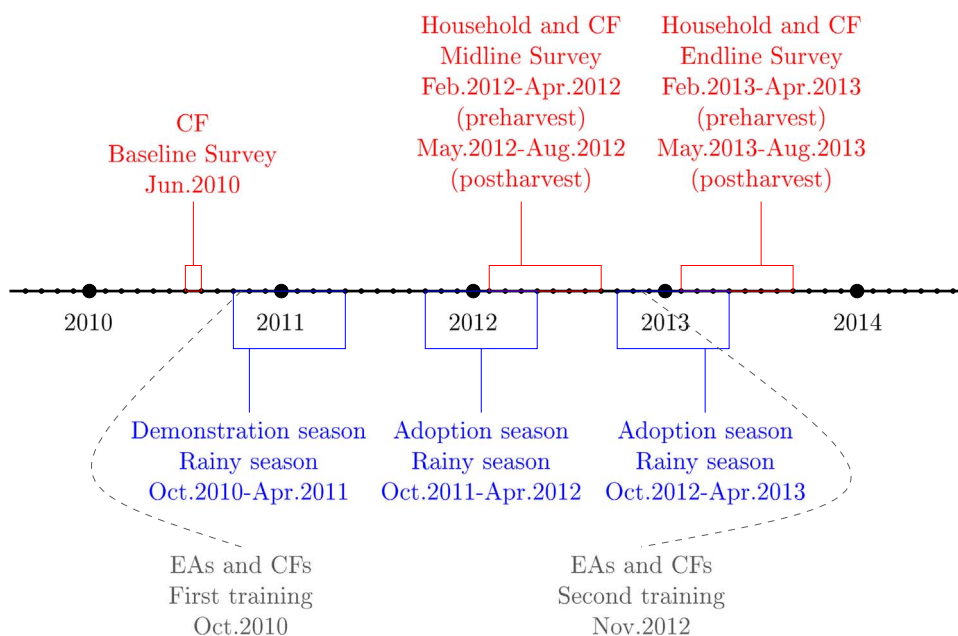 Household and CF
Midline Survey
Feb.2012-Apr.2012
(preharvest)
May.2012-Aug.2012
(postharvest)
Household and CF
Endline Survey
Feb.2013-Apr.2013
(preharvest)
May.2013-Aug.2013
(postharvest)
CF
Baseline Survey
Jun.2010
2010
2011
2012
2013
2014
Demonstration season
Rainy season
Oct.2010-Apr.2011
Adoption season
Rainy season
Oct.2011-Apr.2012
Adoption season
Rainy season
Oct.2012-Apr.2013
EAs and CFs
First training
Oct.2010
EAs and CFs
Second training
Nov.2012